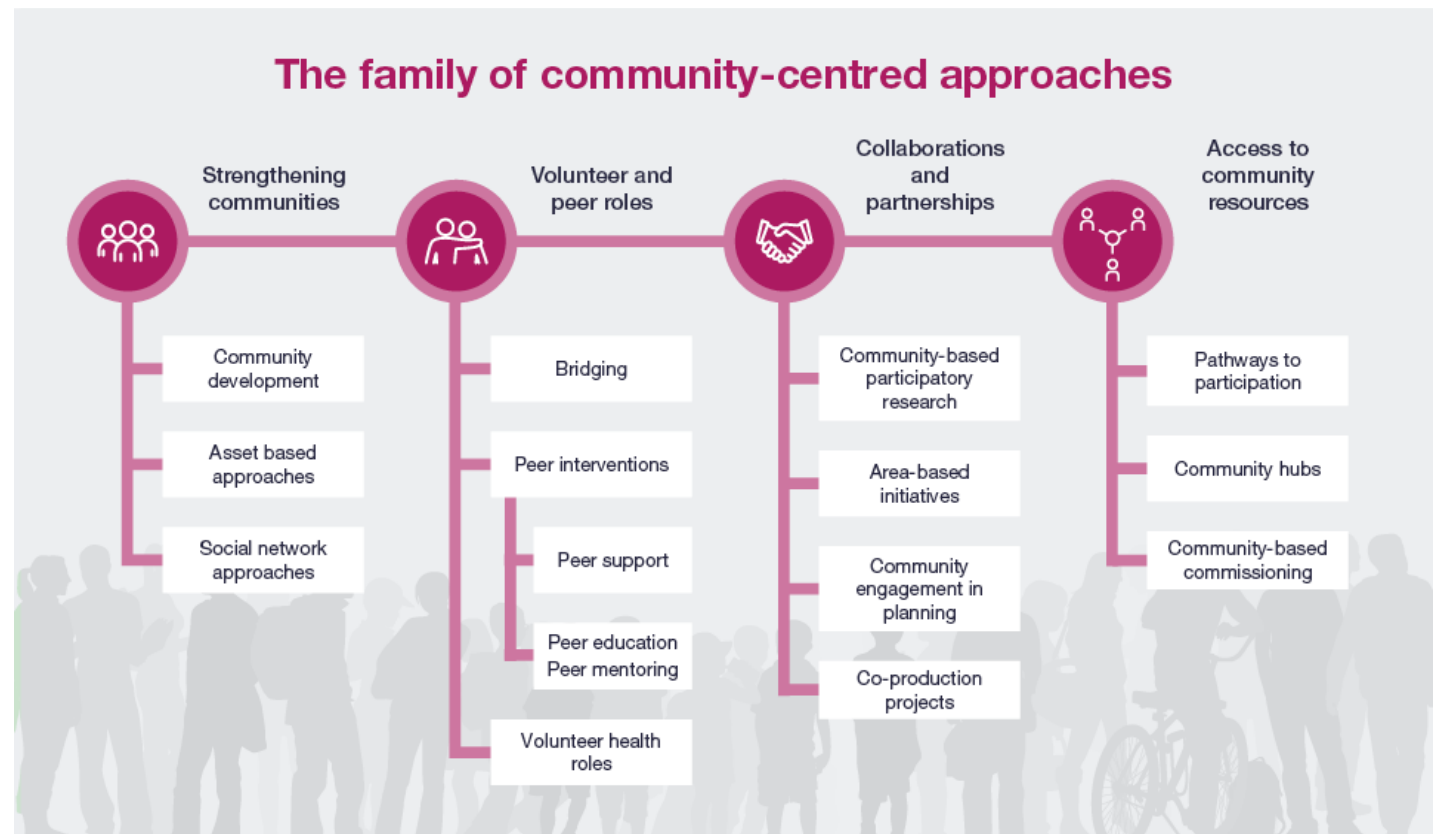 The family of community-centred approaches
Strengthening
communities
Community
development
Asset based
approaches
Social network
approaches
Volunteer and
peer roles
Bridging
Peer interventions
Peer support
Peer education
Peer mentoring
Volunteer health
roles
Collaborations
and
partnerships
Community-based
participatory
research
Area-based
initiatives
Community
engagement in
planning
Co-production
projects
Access to
community
resources
Pathways to
participation
Community hubs
Community-based
commissioning